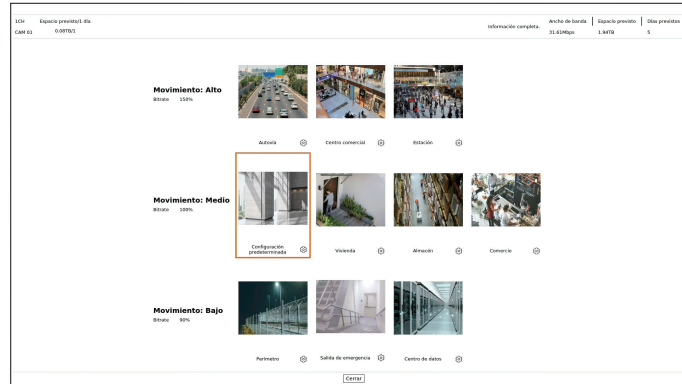 1CH Espacio previsto/1 día
CAM 01 0.08TB/1
Información completa. Ancho de banda Espacio previsto Días previstos
31.61Mbps 1.94TB 5
Movimiento: Alto
Bitrate 150%
Autovía Centro comercial Estación
Movimiento: Medio
Bitrate 100%
Configuración
predeterminada Vivienda Almacén Comercie
Movimiento: Bajo
Bitrate 90%
Perímetro Salida de emergencia Centro de datos
Cerrar